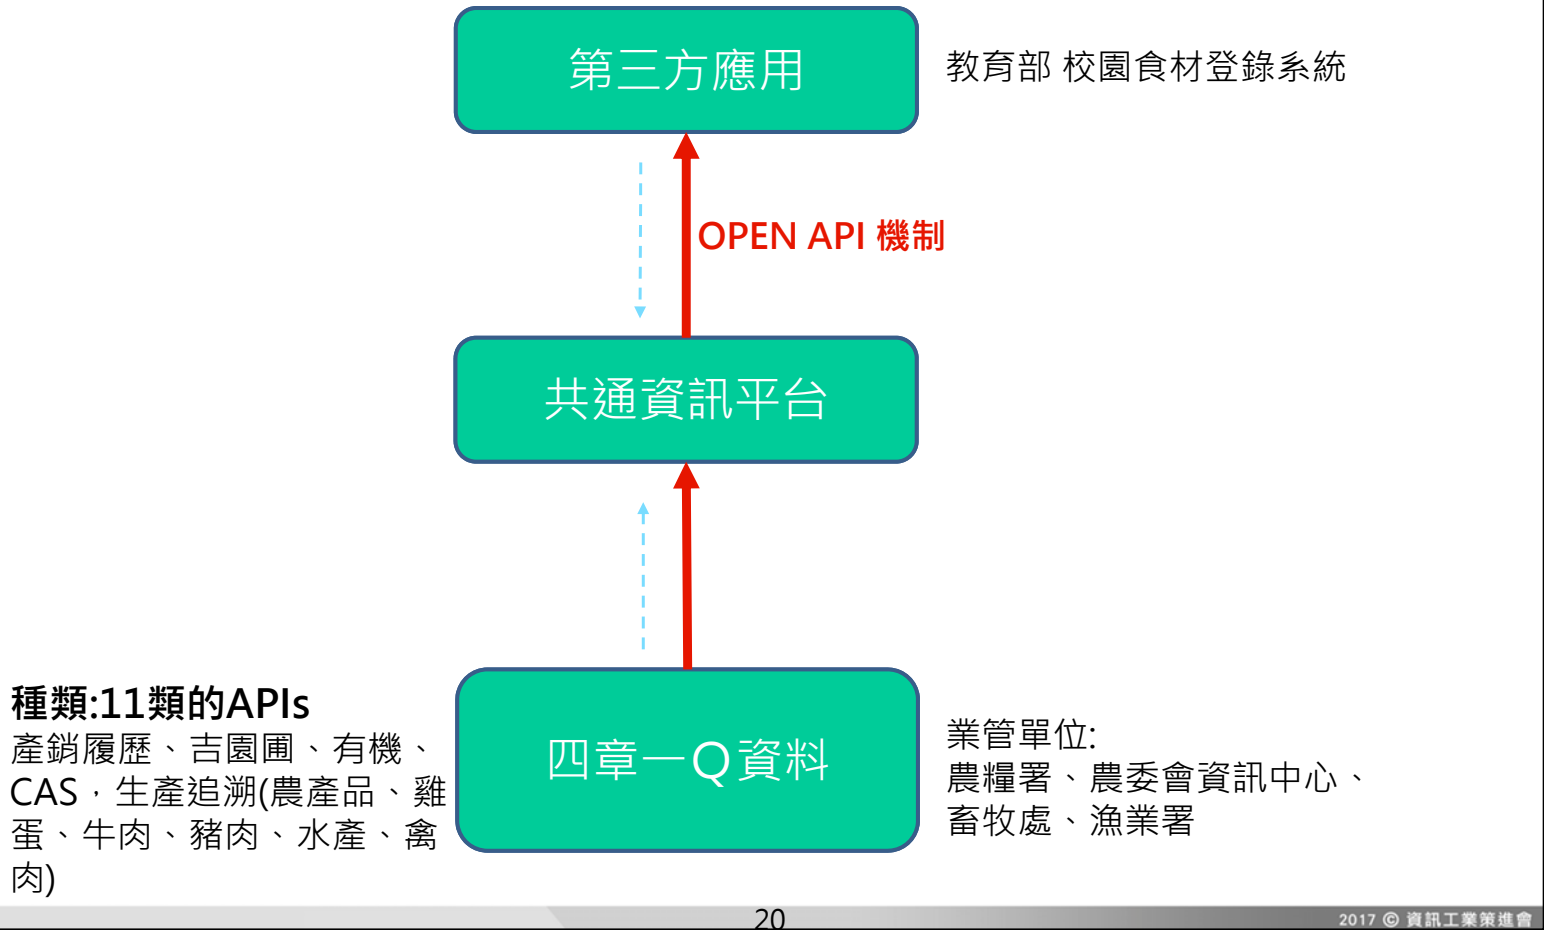 第三方應用
教育部 校園食材登錄系統
OPEN API 機制
共通資訊平台
種類:11類的APIs
產銷履歷、吉園圃、有機、
CAS，生產追溯(農產品、雞
蛋、牛肉、豬肉、水產、禽
肉)
四章一Q資料
業管單位:
農糧署、農委會資訊中心、
畜牧處、漁業署
20
2017 © 資訊工業策進會